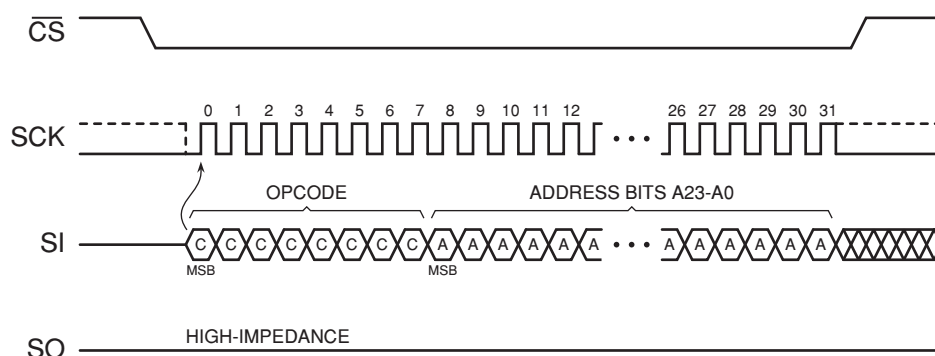 CS
0 1 2 3 4 5 6 7 8 9 10 11 12 26 27 28 29 30 31
SCK
OPCODE ADDRESS BITS A23-A0
SI C C C C C C C C A A A A A A A A A A A A
MSB MSB
HIGH-IMPEDANCE
SO